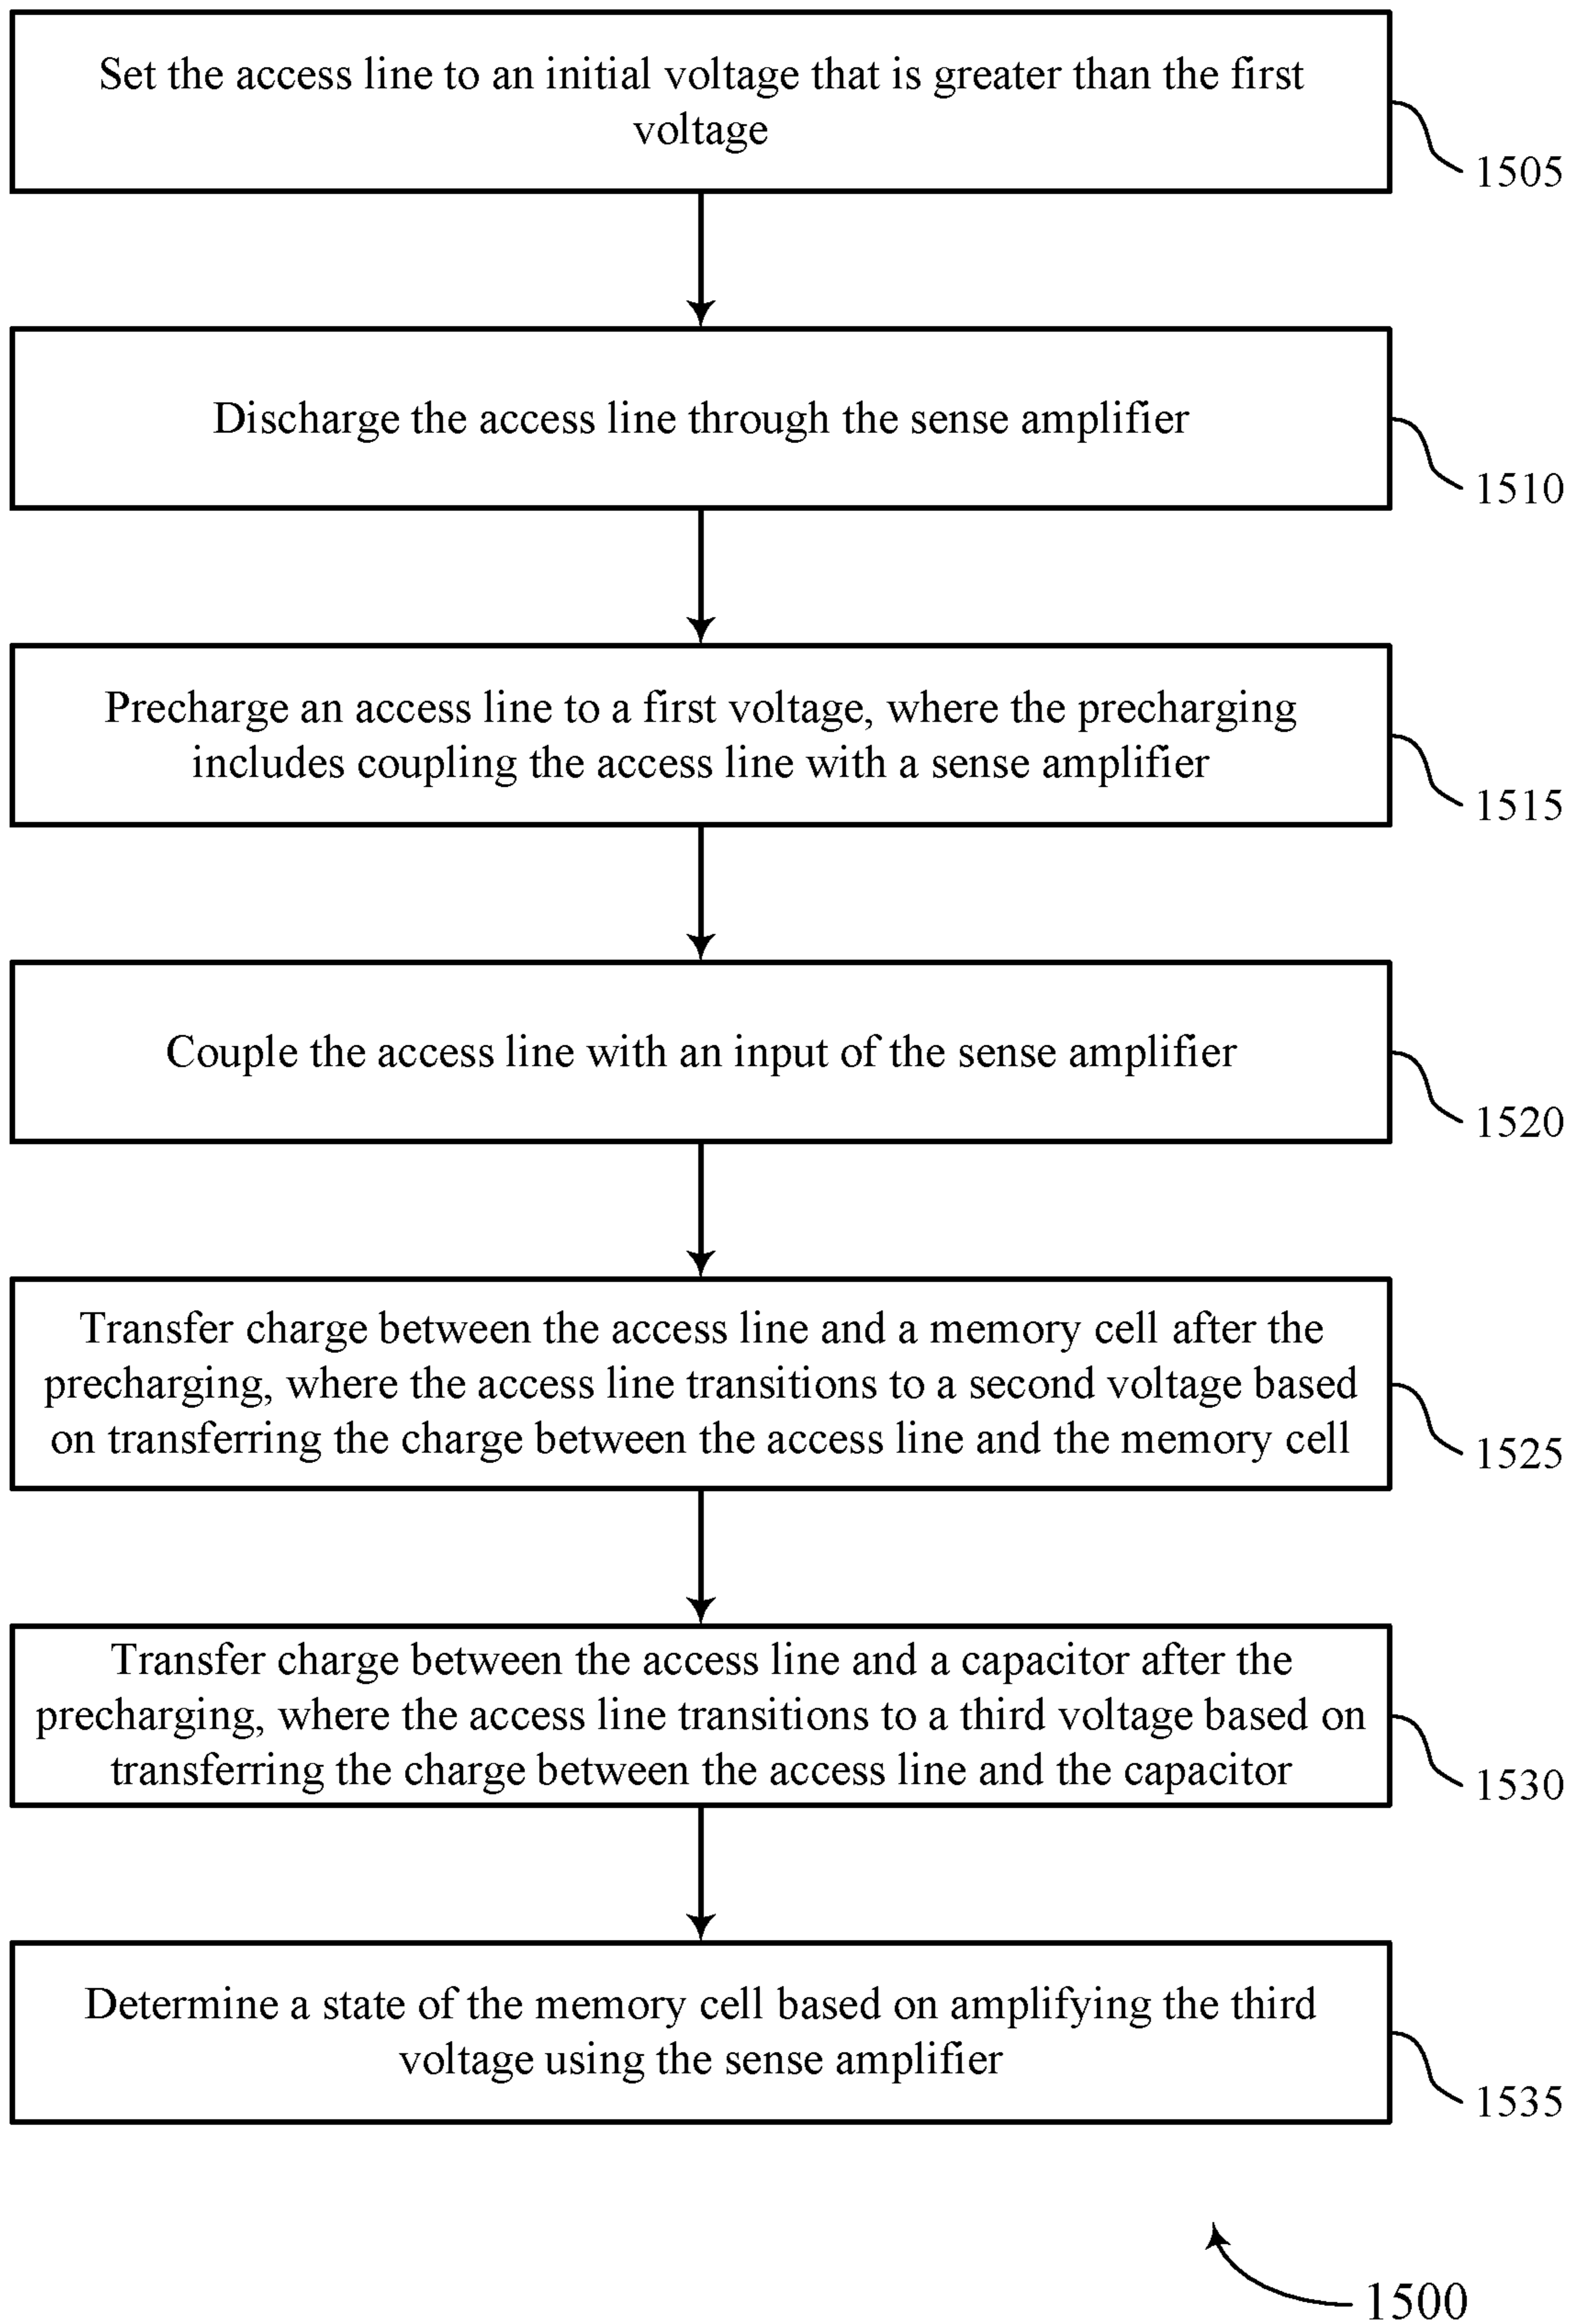 Set the access line to an initial voltage that is greater than the first
voltage
1505
Discharge the access line through the sense amplifier
1510
Precharge an access line to a first voltage, where the precharging
includes coupling the access line with a sense amplifier
1515
Couple the access line with an input of the sense amplifier
1520
Transfer charge between the access line and a memory cell after the
precharging, where the access line transitions to a second voltage based
on transferring the charge between the access line and the memory cell
1525
Transfer charge between the access line and a capacitor after the
precharging, where the access line transitions to a third voltage based on
transferring the charge between the access line and the capacitor
1530
Determine a state of the memory cell based on amplifying the third
voltage using the sense amplifier
1535
1500